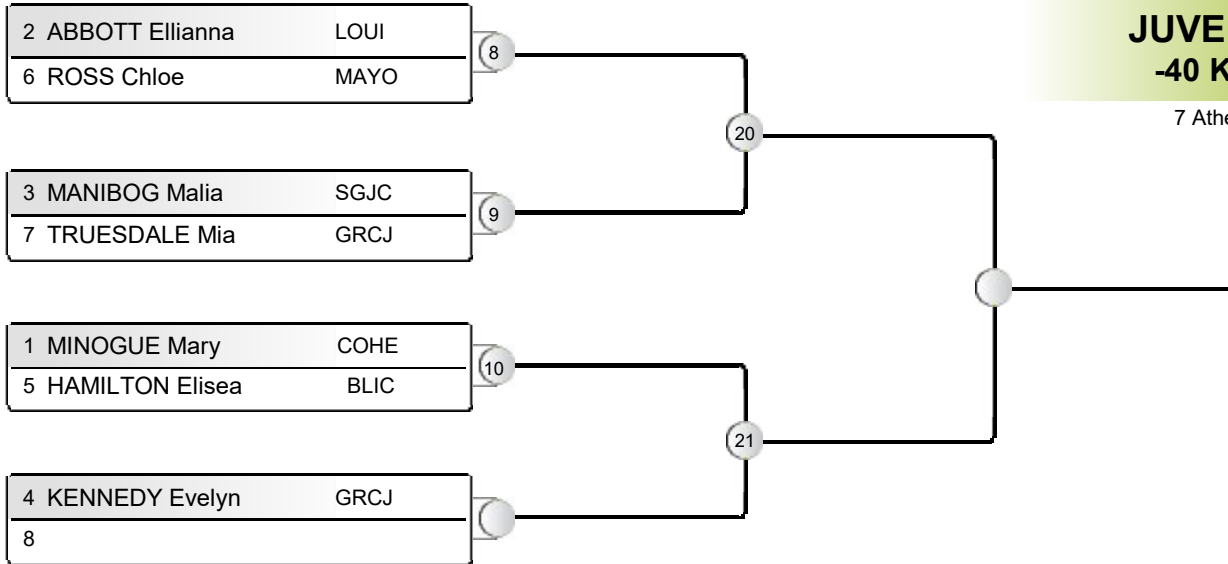 JUVE
-40 K
7 Athe
2 ABBOTT Ellianna LOUI
8
6 ROSS Chloe MAYO
20
3 MANIBOG Malia SGJC
9
7 TRUESDALE Mia GRCJ
1 MINOGUE Mary COHE
10
5 HAMILTON Elisea BLIC
21
4 KENNEDY Evelyn GRCJ
8